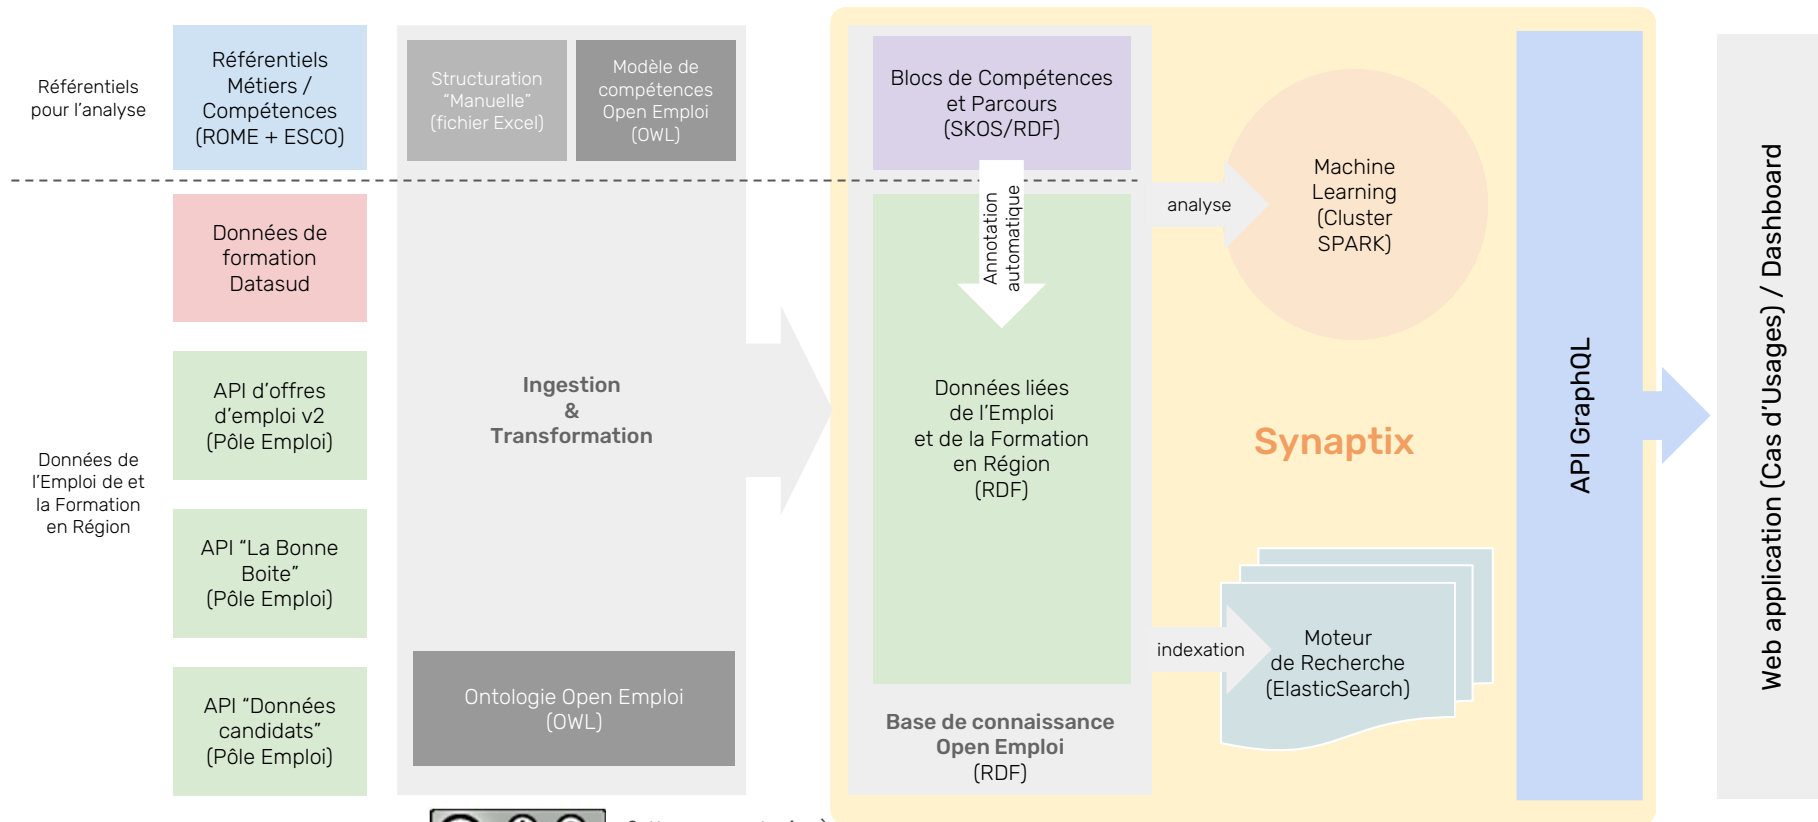 Référentiels
pour l'analyse
Référentiels
Métiers /
Compétences
(ROME + ESCO)
Structuration
“Manuelle”
(fichier Excel)
Modèle de
compétences
Open Emploi
(OWL)
Blocs de Compétences
et Parcours
(SKOS/RDF)
Annotation
automatique
analyse
Machine
Learning
(Cluster
SPARK)
Données de
formation
Datasud
API d'offres
d'emploi v2
(Pôle Emploi)
Ingestion
&
Transformation
Données liées
de l'Emploi
et de la Formation
en Région
(RDF)
Synaptix
API GraphQL
Web application (Cas d'Usages) / Dashboard
Données de
l'Emploi de et
la Formation
en Région
API “La Bonne
Boite”
(Pôle Emploi)
indexation
Moteur
de Recherche
(ElasticSearch)
API “Données
candidats”
(Pôle Emploi)
Ontologie Open Emploi
(OWL)
Base de connaissance
Open Emploi
(RDF)